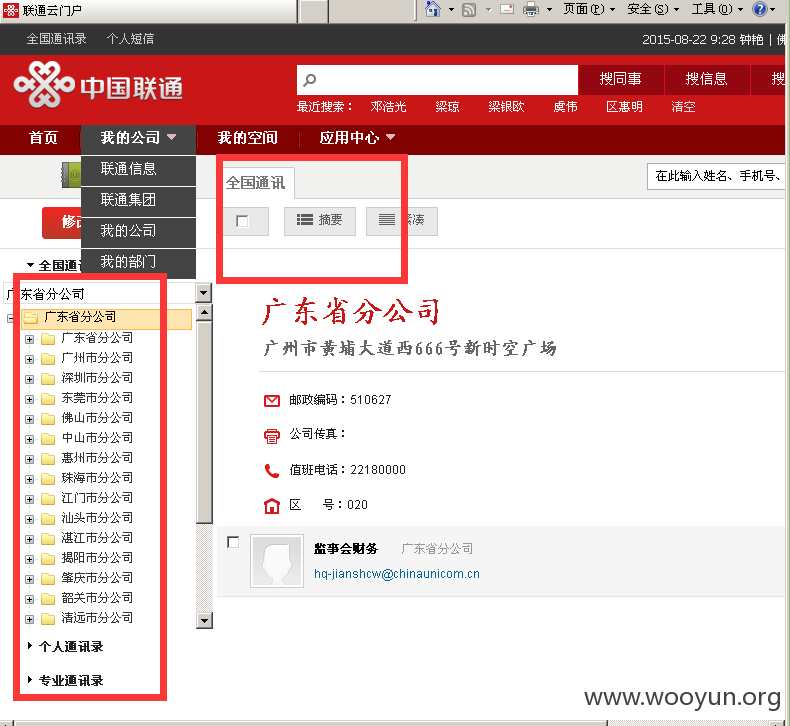 联通云门户
页面(P) 安全(S) 工具(O)
全国通讯录 个人短信 2015-08-22 9:28 钟艳 |
中国联通
搜同事 搜信息 搜
最近搜索： 邓浩光 梁琼 梁银欧 虞伟 区惠明 清空
首页 我的公司 我的空间 应用中心
联通信息
联通集团
我的公司
我的部门
全国通讯
在此输入姓名、手机号、
摘要
全国通
广东省分公司
广东省分公司
广东省分公司
广州市分公司
深圳市分公司
东莞市分公司
佛山市分公司
中山市分公司
惠州市分公司
珠海市分公司
江门市分公司
汕头市分公司
湛江市分公司
揭阳市分公司
肇庆市分公司
韶关市分公司
清远市分公司
个人通讯录
专业通讯录
广东省分公司
广州市黄埔大道西666号新时空广场
邮政编码：510627
公司传真：
值班电话：22180000
区 号：020
监事会财务 广东省分公司
hq-jianshcw@chinaunicom.cn
www.wooyun.org